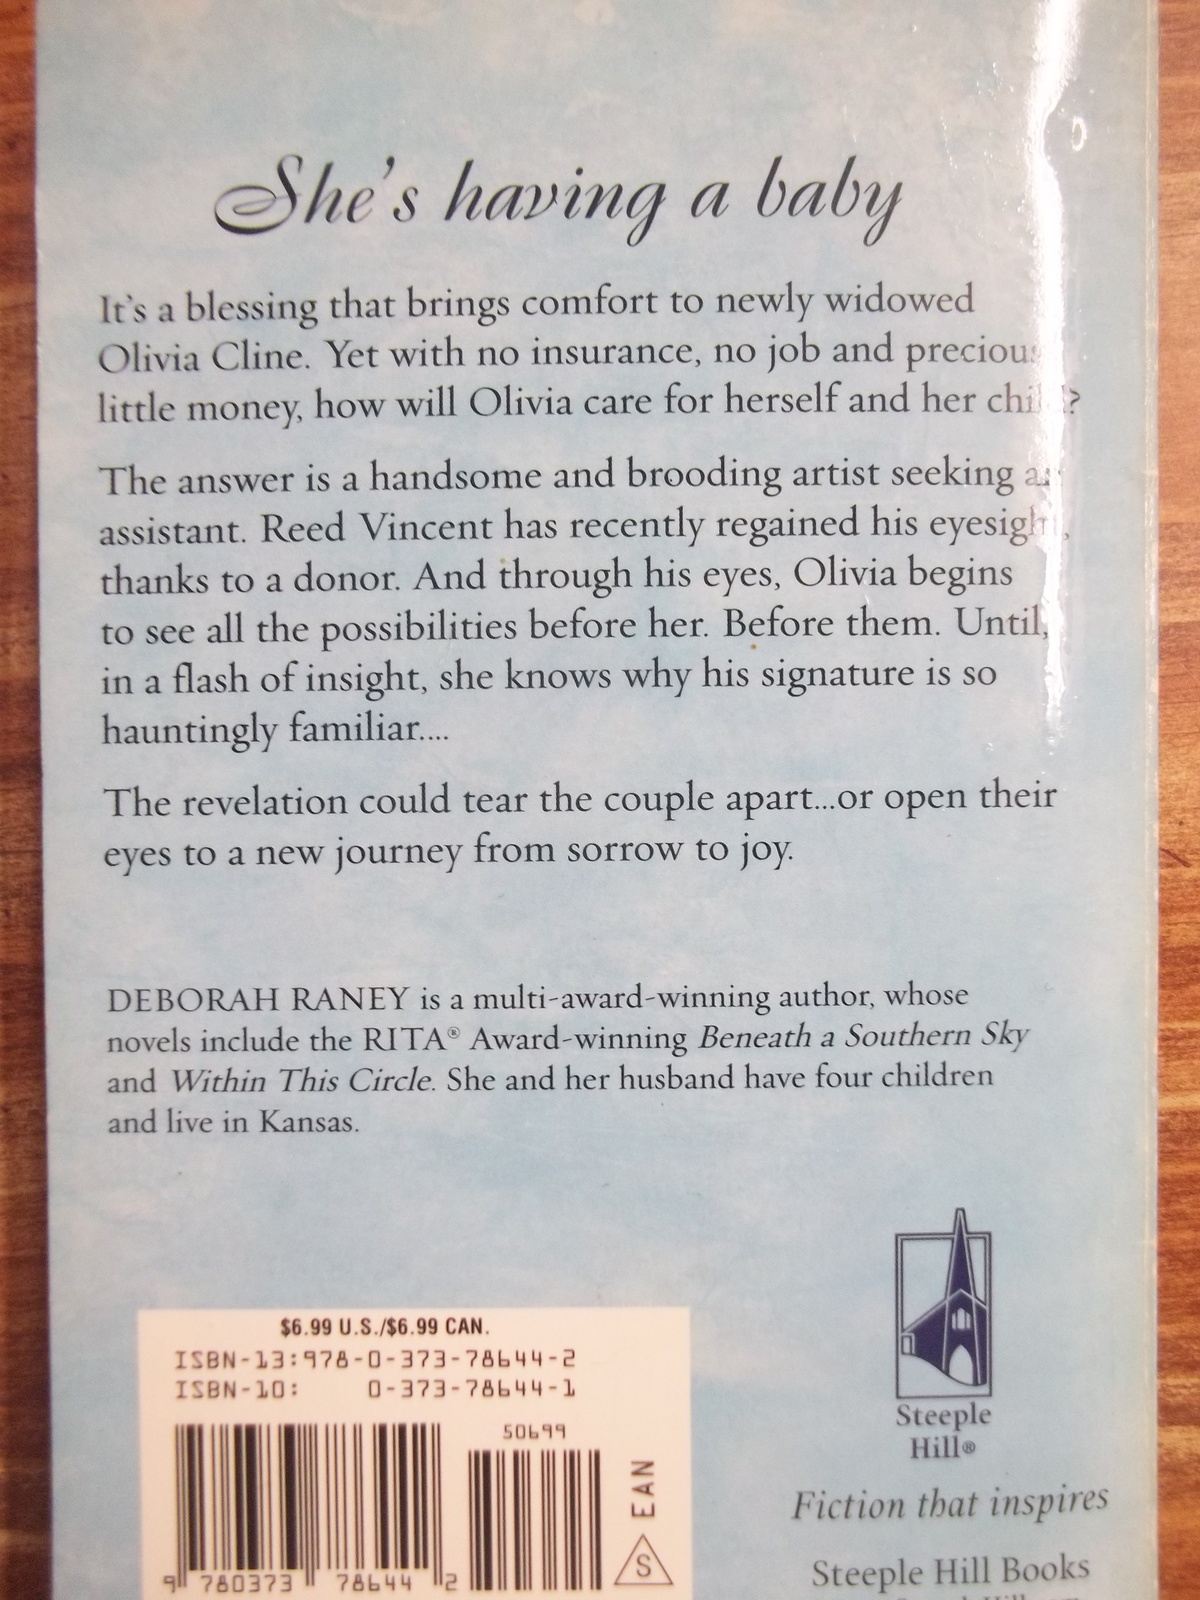 She's having a baby
It's a blessing that brings comfort to newly widowed
Olivia Cline. Yet with no insurance, no job and precious
little money, how will Olivia care for herself and her child?
The answer is a handsome and brooding artist seeking an
assistant. Reed Vincent has recently regained his eyesight,
thanks to a donor. And through his eyes, Olivia begins
to see all the possibilities before her. Before them. Until,
in a flash of insight, she knows why his signature is so
hauntingly familiar....
The revelation could tear the couple apart...or open their
eyes to a new journey from sorrow to joy.
DEBORAH RANEY is a multi-award-winning author, whose
novels include the RITA® Award-winning Beneath a Southern Sky
and Within This Circle. She and her husband have four children
and live in Kansas.
$6.99 U.S./$6.99 CAN.
ISBN-13:978-0-373-78644-2
ISBN-10: 0-373-78644-1
50699
9 780373 78644 2
EAN
S
Steeple
Hill®
Fiction that inspires
Steeple Hill Books